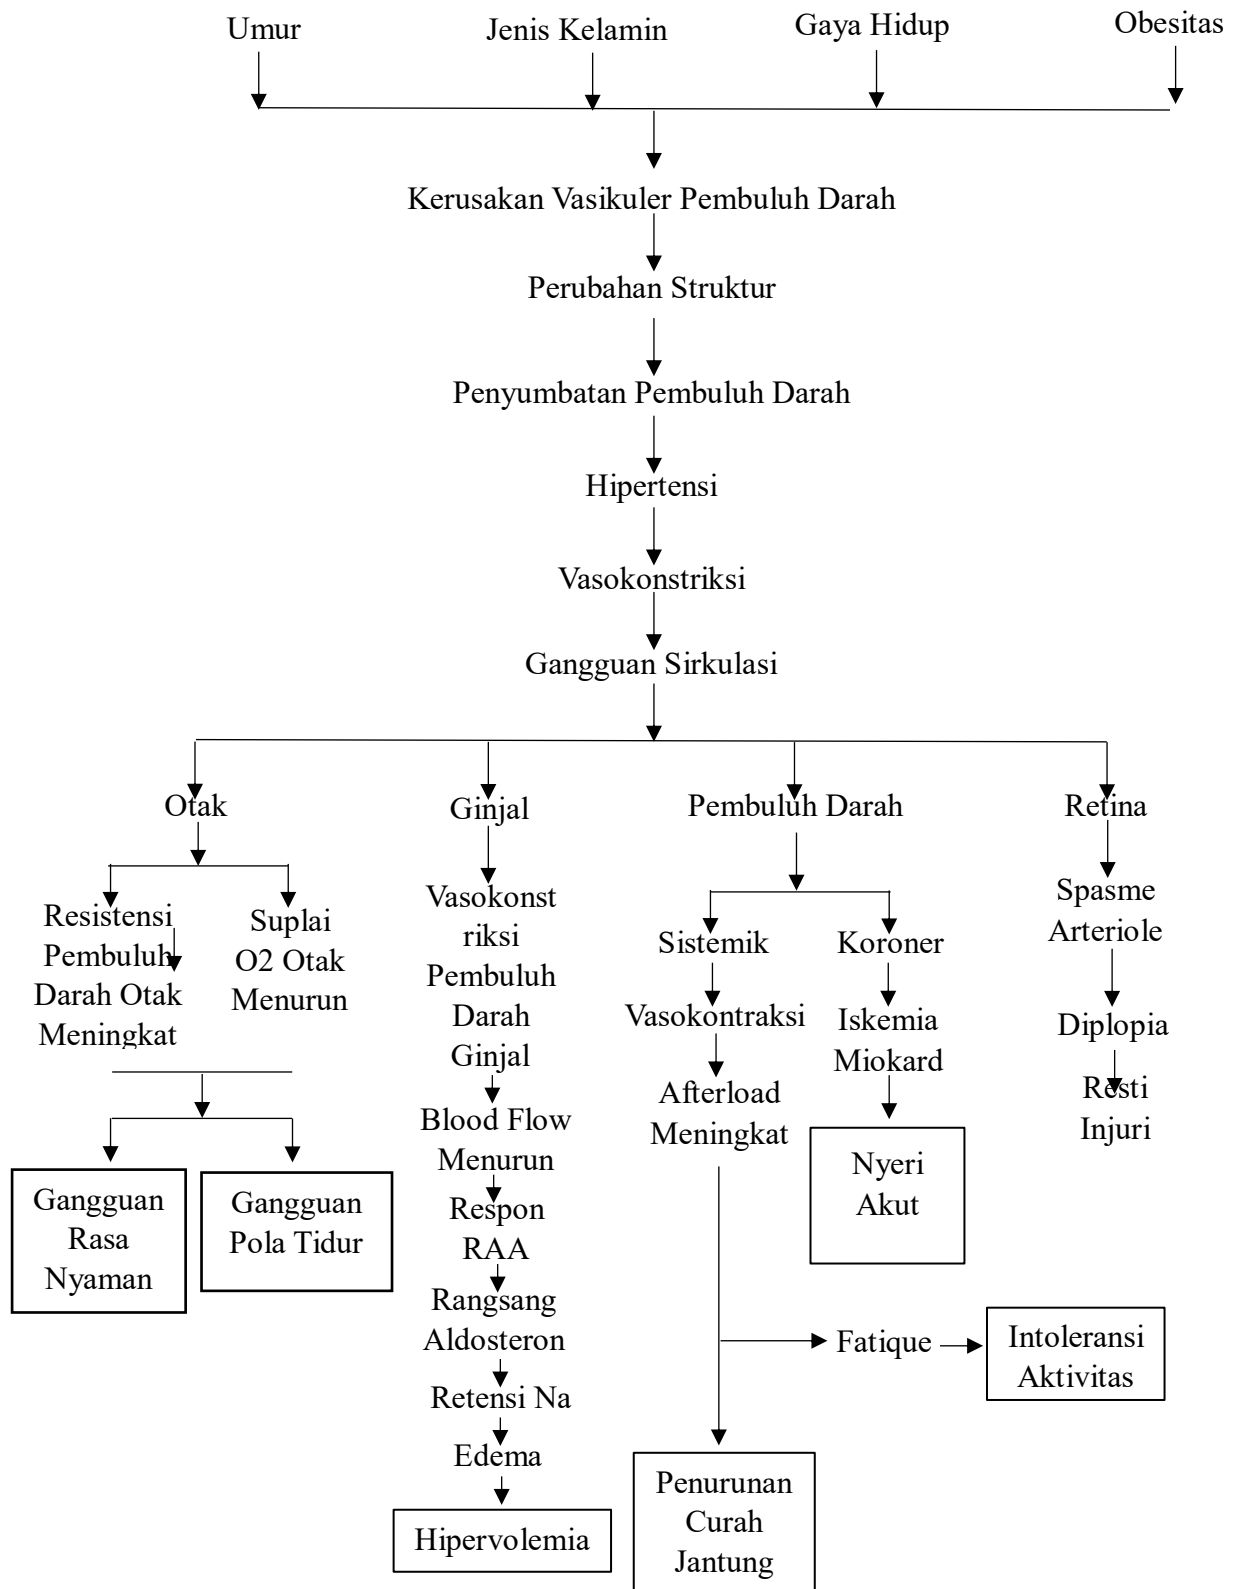 Umur
Jenis Kelamin
Gaya Hidup
Obesitas
Kerusakan Vasikuler Pembuluh Darah
Perubahan Struktur
Penyumbatan Pembuluh Darah
Hipertensi
Vasokonstriksi
Gangguan Sirkulasi
Otak
Ginjal
Pembuluh Darah
Retina
Resistensi
Pembuluh
Darah Otak
Meningkat
Suplai
O2 Otak
Menurun
Gangguan
Rasa
Nyaman
Gangguan
Pola Tidur
Vasokonst
riksi
Pembuluh
Darah
Ginjal
Blood Flow
Menurun
Respon
RAA
Rangsang
Aldosteron
Retensi Na
Edema
Hipervolemia
Sistemik
Vasokontraksi
Afterload
Meningkat
Koroner
Iskemia
Miokard
Nyeri
Akut
Fatique
Intoleransi
Aktivitas
Penurunan
Curah
Jantung
Spasme
Arteriole
Diplopia
Resti
Injuri